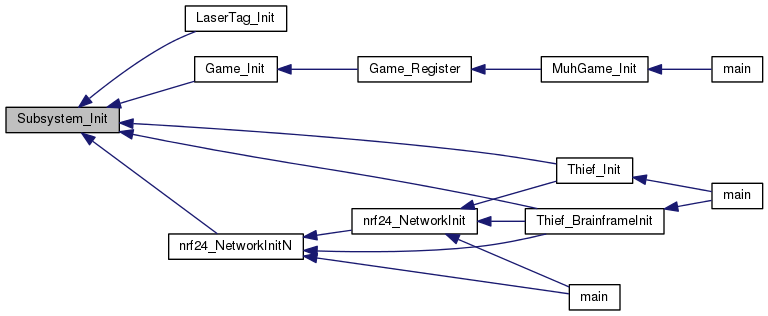 LaserTag_Init
Game_Init
Game_Register
MuhGame_Init
main
Subsystem_Init
Thief_Init
main
nrf24_NetworkInit
Thief_BrainframeInit
nrf24_NetworkInitN
main